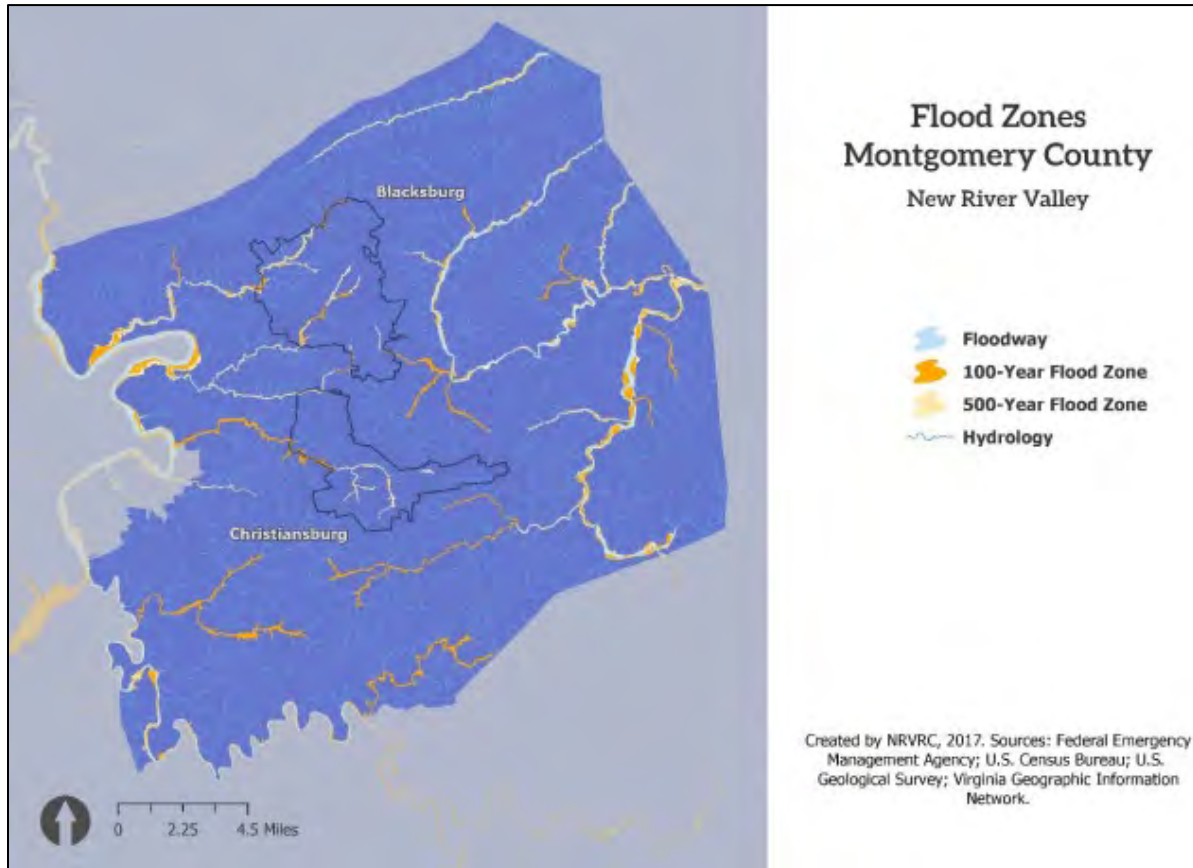 Flood Zones
Montgomery County
New River Valley
Blacksburg
Christiansburg
Floodway
100-Year Flood Zone
500-Year Flood Zone
Hydrology
0 2.25 4.5 Miles
Created by NRVRC, 2017. Sources: Federal Emergency
Management Agency; U.S. Census Bureau; U.S.
Geological Survey; Virginia Geographic Information
Network.